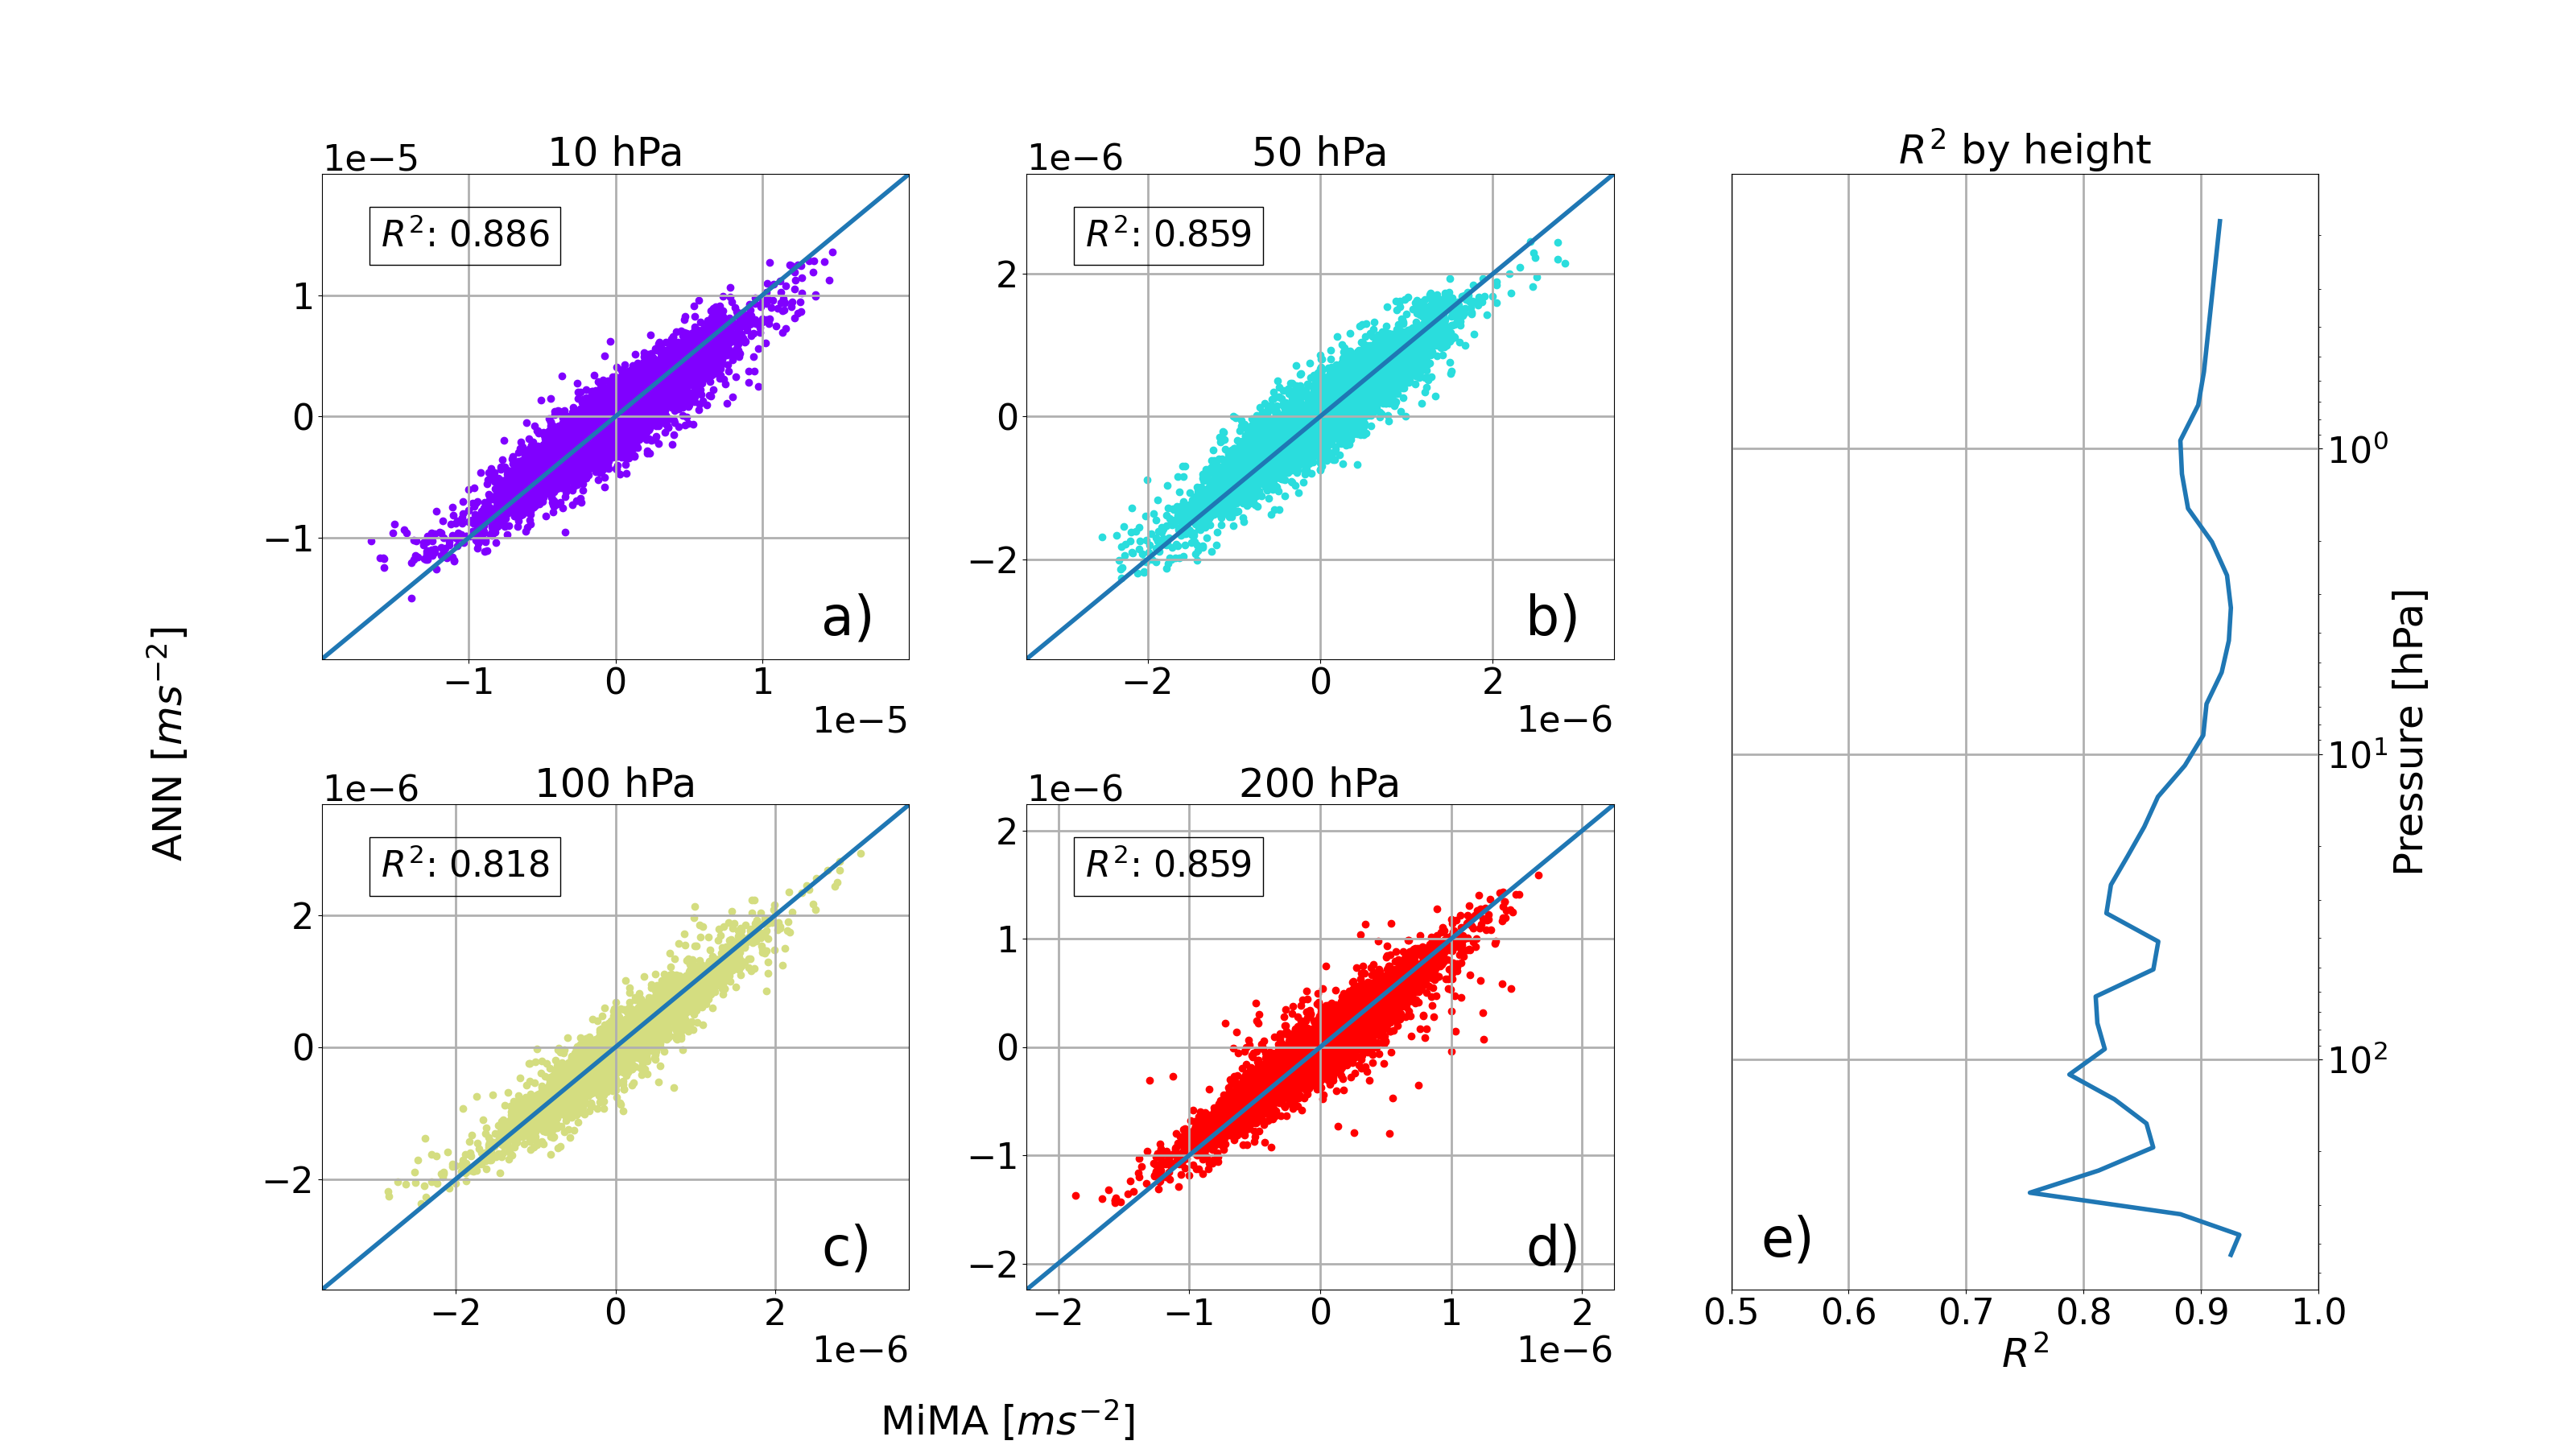 1e−5
10 hPa
R²: 0.886
1
0
−1
a)
−1 0 1
1e−5
1e−6
50 hPa
R²: 0.859
2
0
−2
b)
−2 0 2
1e−6
1e−6
100 hPa
R²: 0.818
2
0
−2
c)
−2 0 2
1e−6
1e−6
200 hPa
R²: 0.859
2
1
0
−1
−2
d)
−2 −1 0 1 2
1e−6
ANN [ms⁻²]
MiMA [ms⁻²]
R² by height
10⁰
10¹
10²
Pressure [hPa]
e)
0.5 0.6 0.7 0.8 0.9 1.0
R²